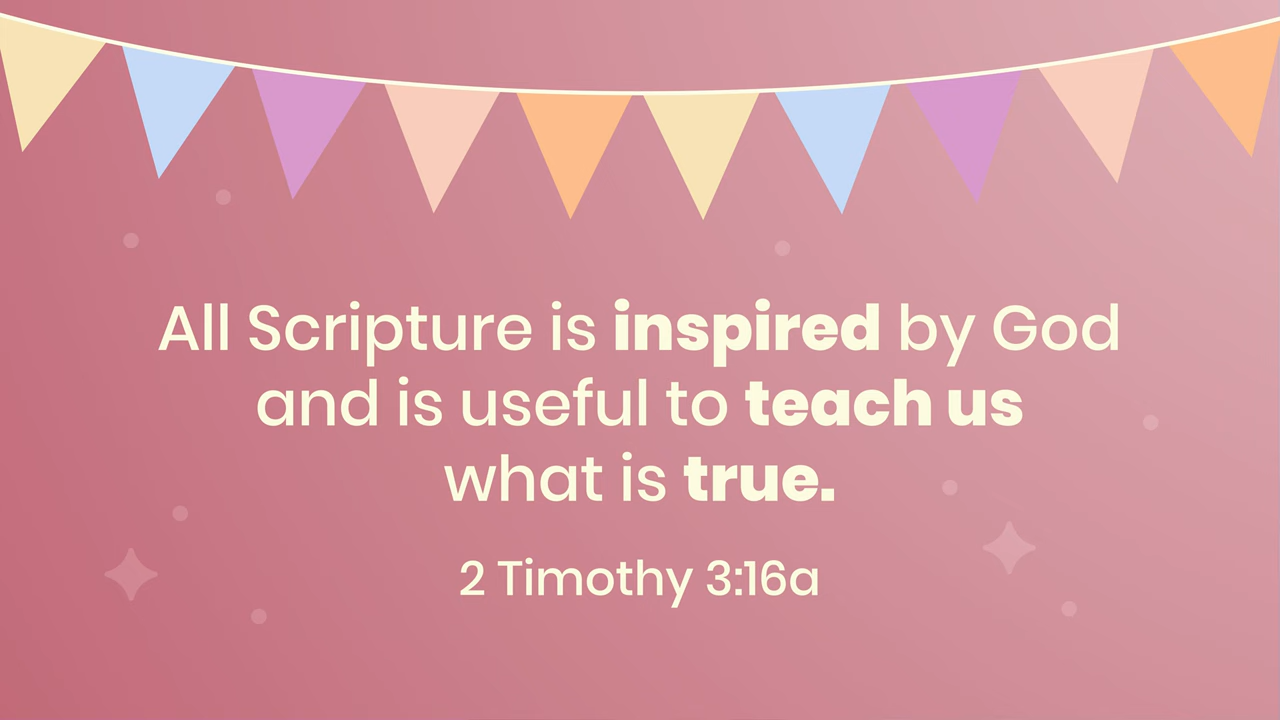 All Scripture is inspired by God
and is useful to teach us
what is true.
2 Timothy 3:16a